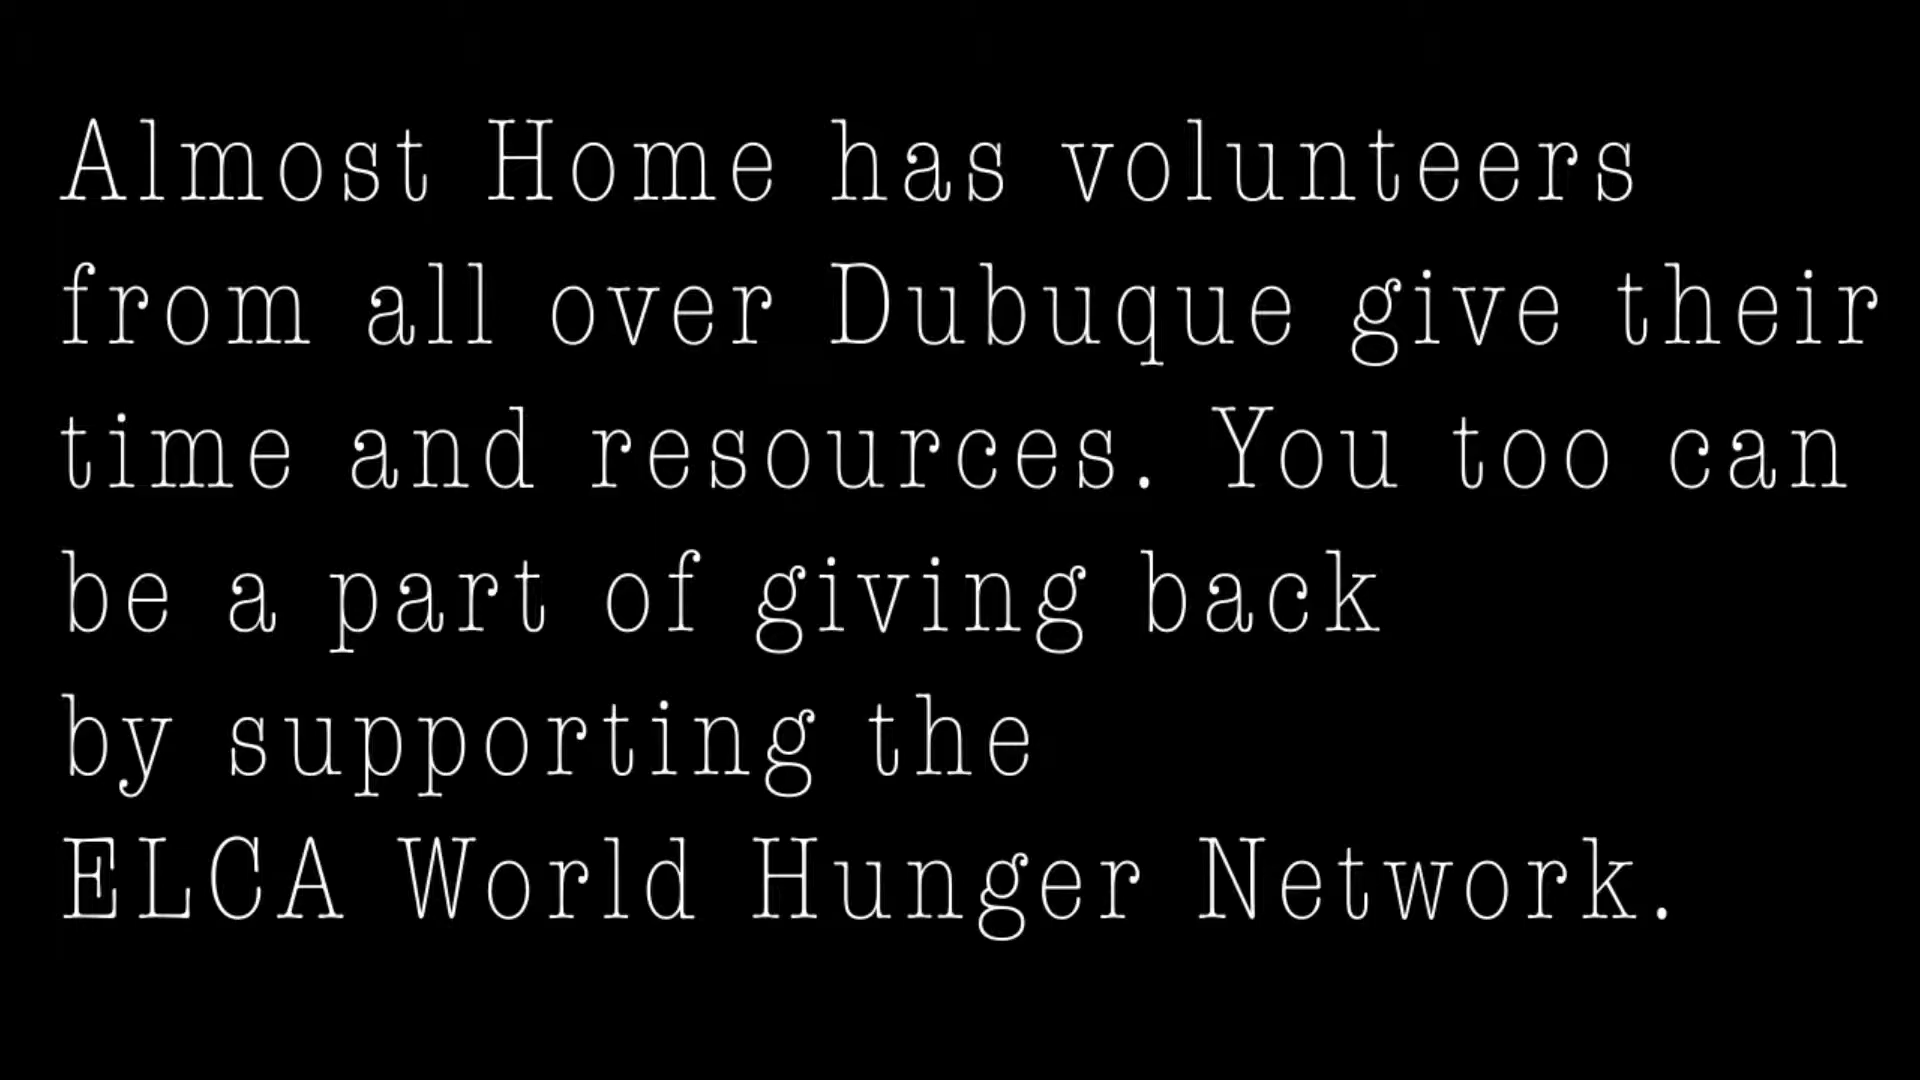 Almost Home has volunteers
from all over Dubuque give their
time and resources. You too can
be a part of giving back
by supporting the
ELCA World Hunger Network.